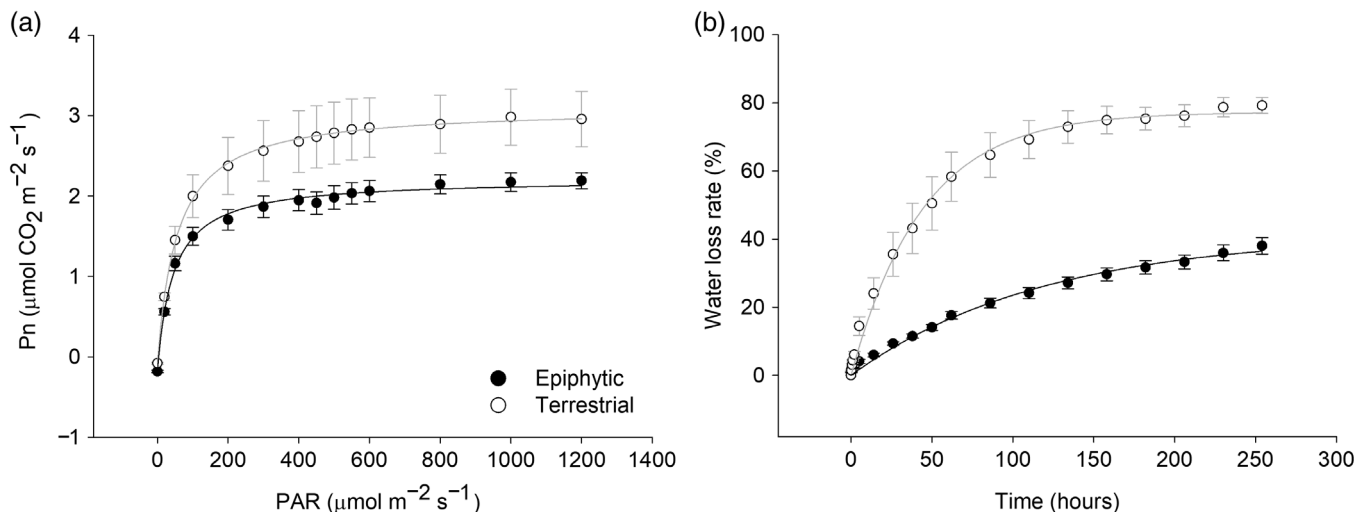 (a)
4
3
2
1
0
−1
Pn (μmol CO2 m−2 s−1)
Epiphytic
Terrestrial
0 200 400 600 800 1000 1200 1400
PAR (μmol m−2 s−1)
(b)
100
80
60
40
20
0
Water loss rate (%)
0 50 100 150 200 250 300
Time (hours)